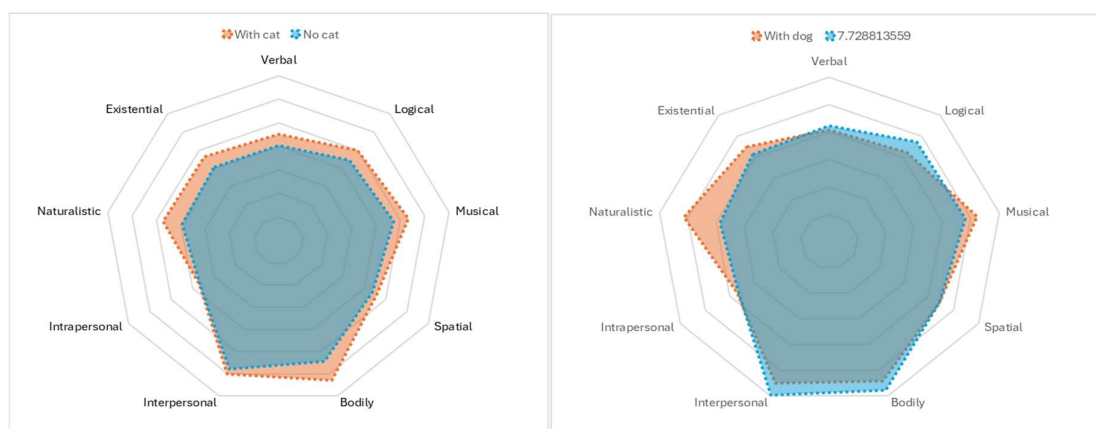 With cat No cat
Verbal
Logical
Musical
Spatial
Bodily
Interpersonal
Intrapersonal
Naturalistic
Existential
With dog 7.728813559
Verbal
Logical
Musical
Spatial
Bodily
Interpersonal
Intrapersonal
Naturalistic
Existential